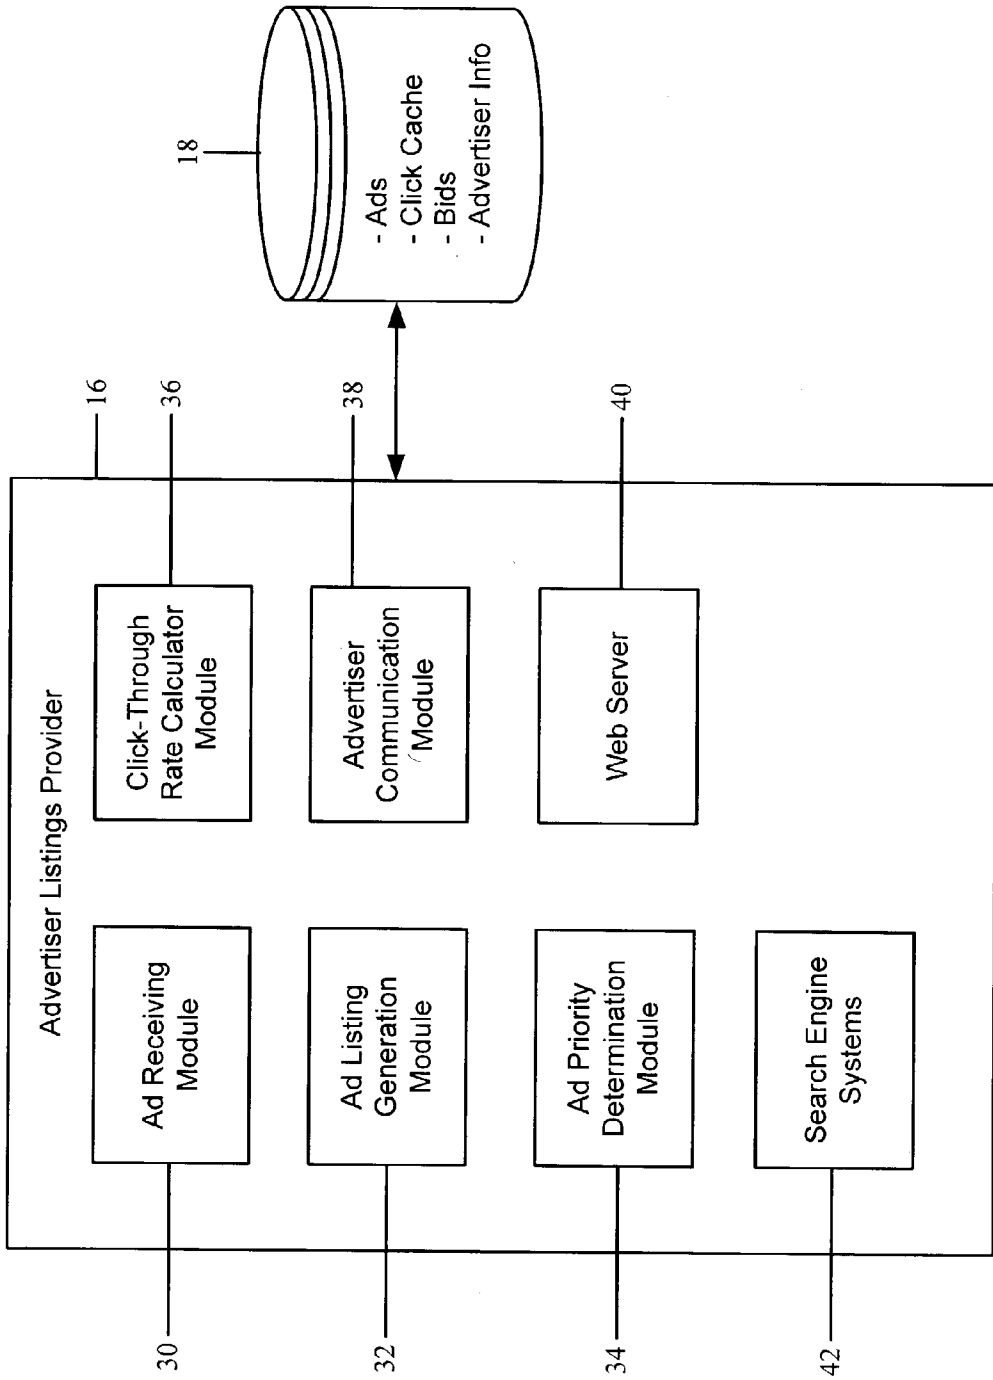 Advertiser Listings Provider
16
30
Ad Receiving
Module
Click-Through
Rate Calculator
Module
36
32
Ad Listing
Generation
Module
Advertiser
Communication
Module
38
34
Ad Priority
Determination
Module
Web Server
40
42
Search Engine
Systems
18
- Ads
- Click Cache
- Bids
- Advertiser Info